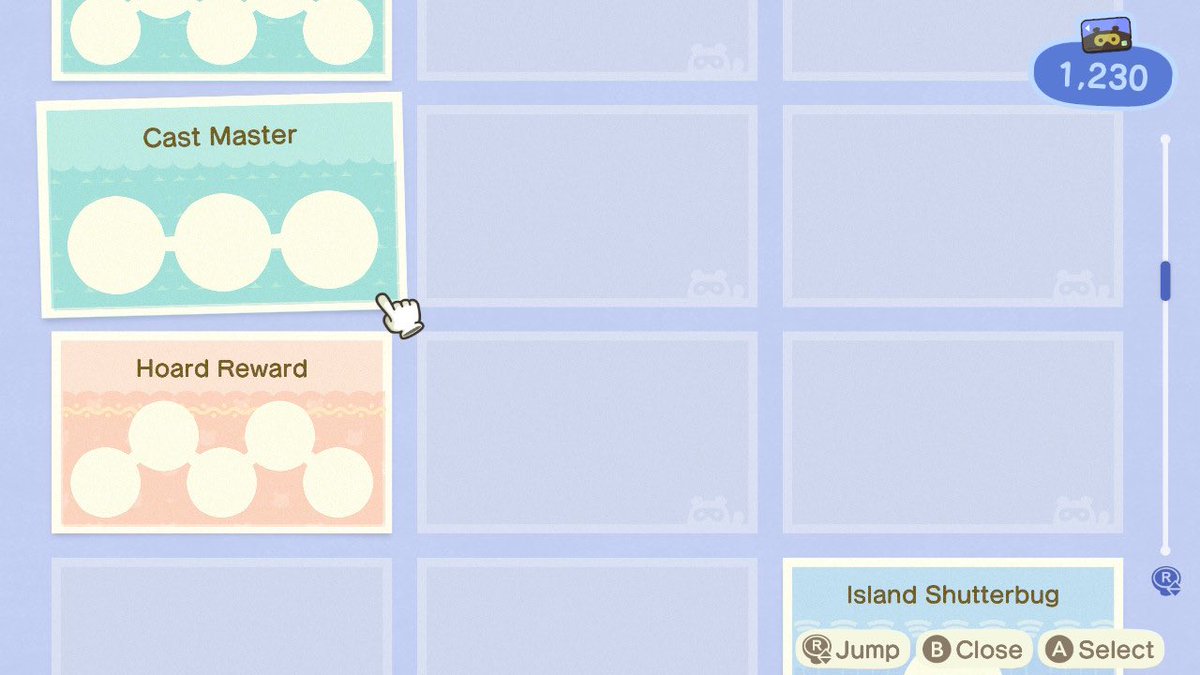 1,230
Cast Master
Hoard Reward
Island Shutterbug
R
R Jump B Close A Select